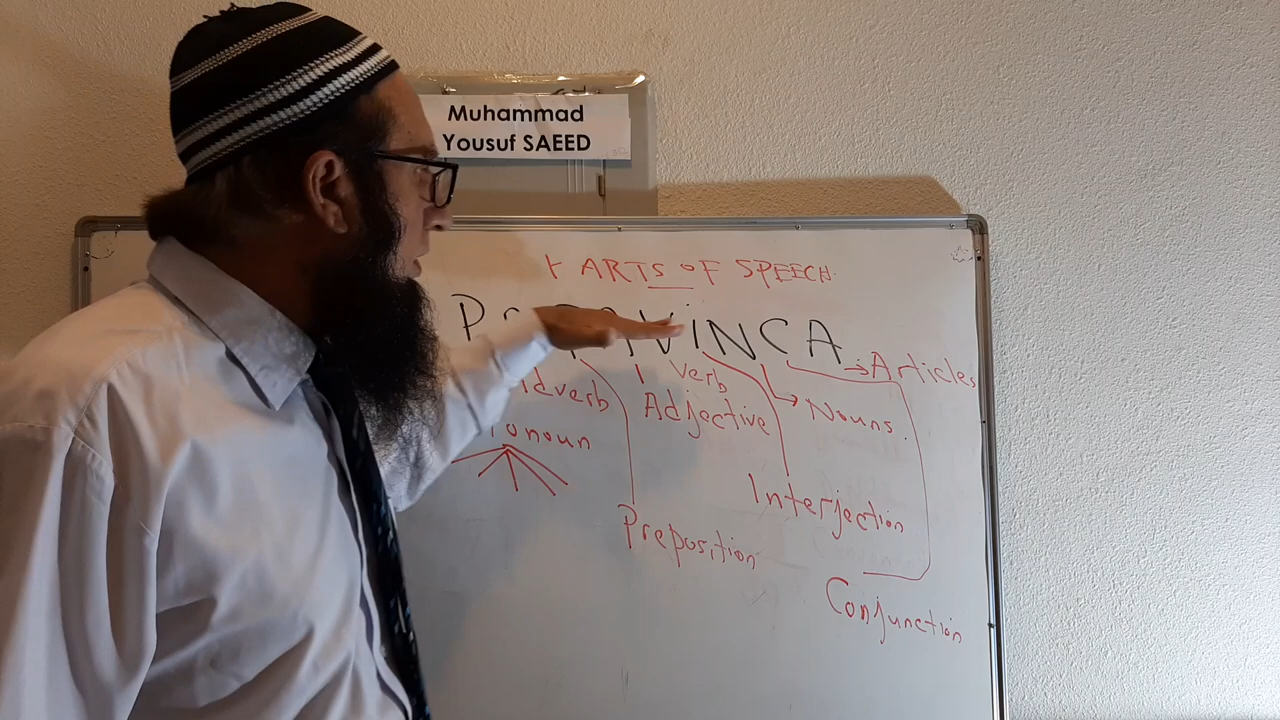 Muhammad
Yousuf SAEED
PARTS OF SPEECH
ViNCA
Articles
Verb
Adverb
Adjective
Nouns
Pronoun
Interjection
Preposition
Conjunction